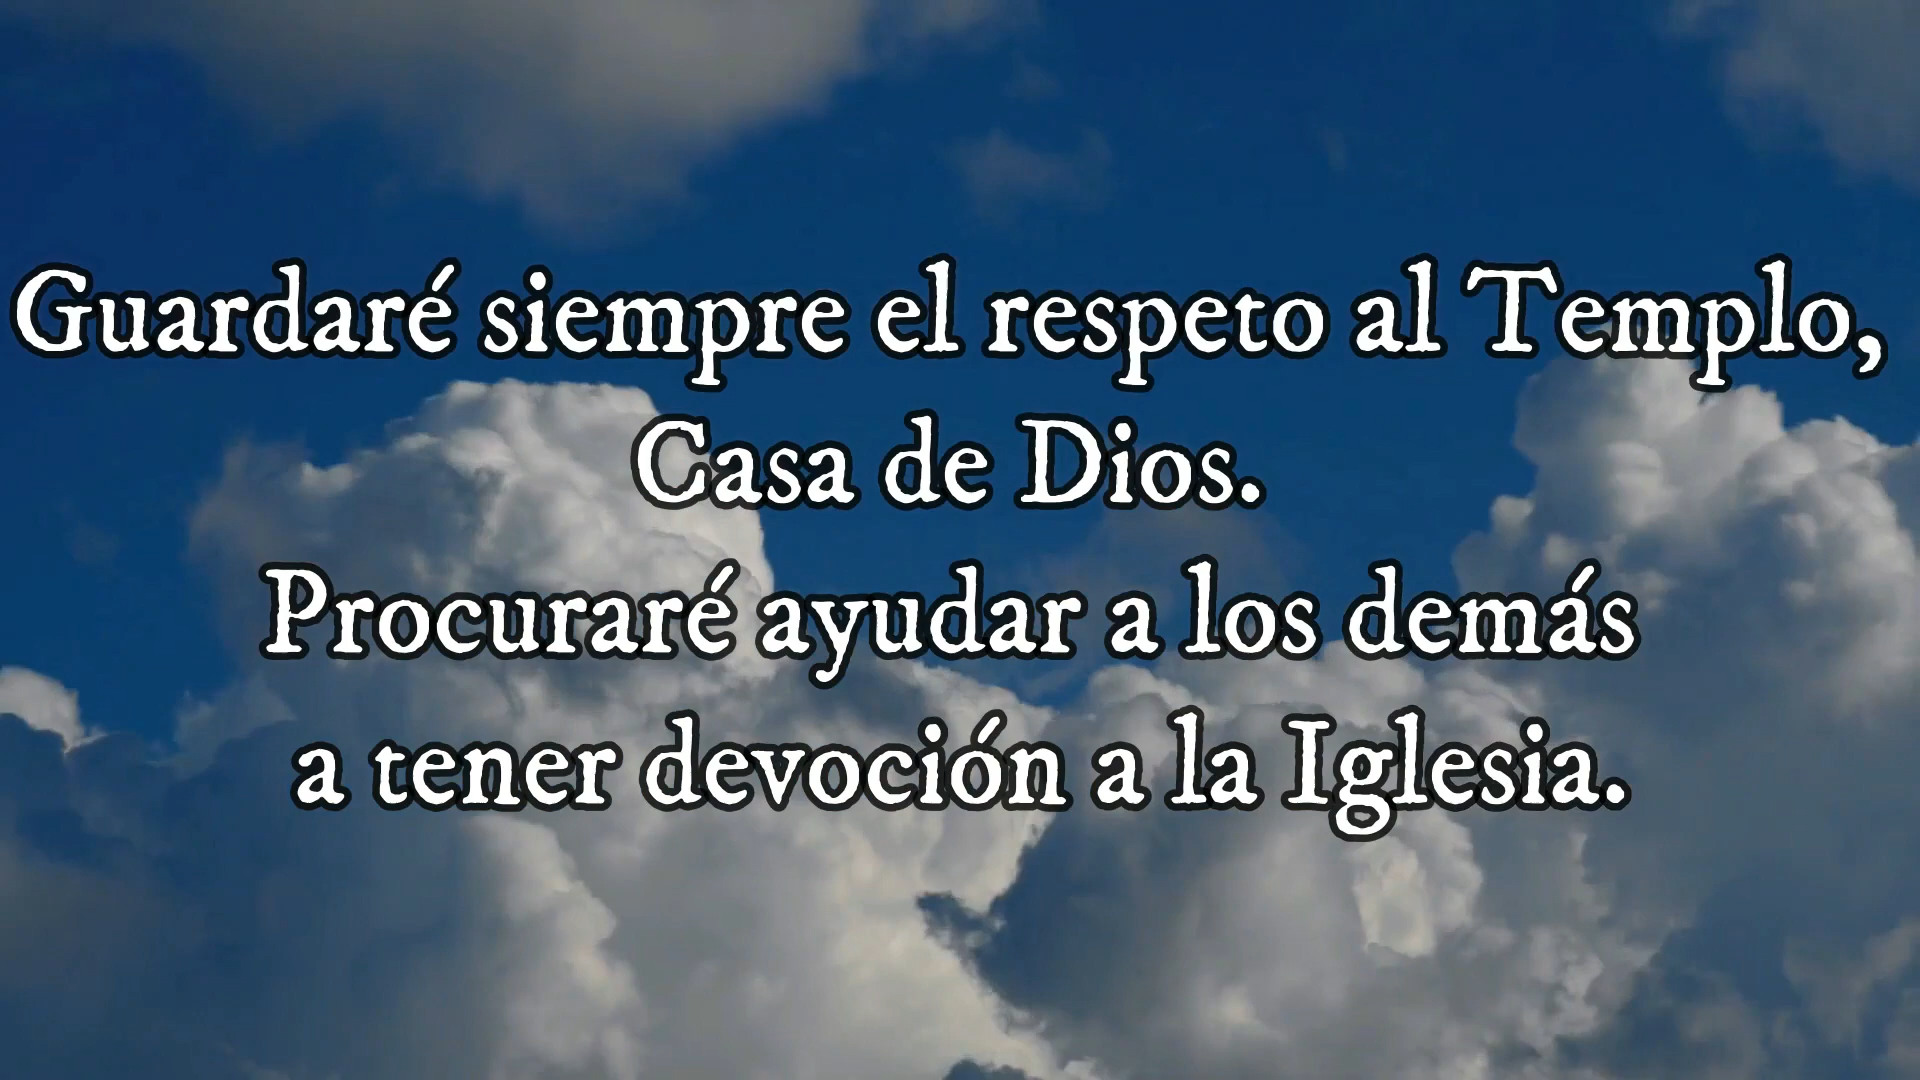 Guardaré siempre el respeto al Templo,
Casa de Dios.
Procuraré ayudar a los demás
a tener devoción a la Iglesia.